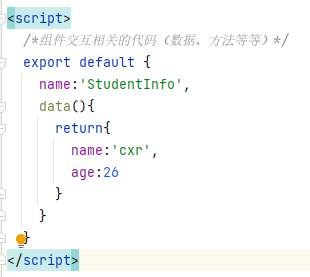 <script>
/*组件交互相关的代码（数据、方法等等）*/
export default {
name:'StudentInfo',
data(){
return{
name:'cxr',
age:26
}
}
}
</script>